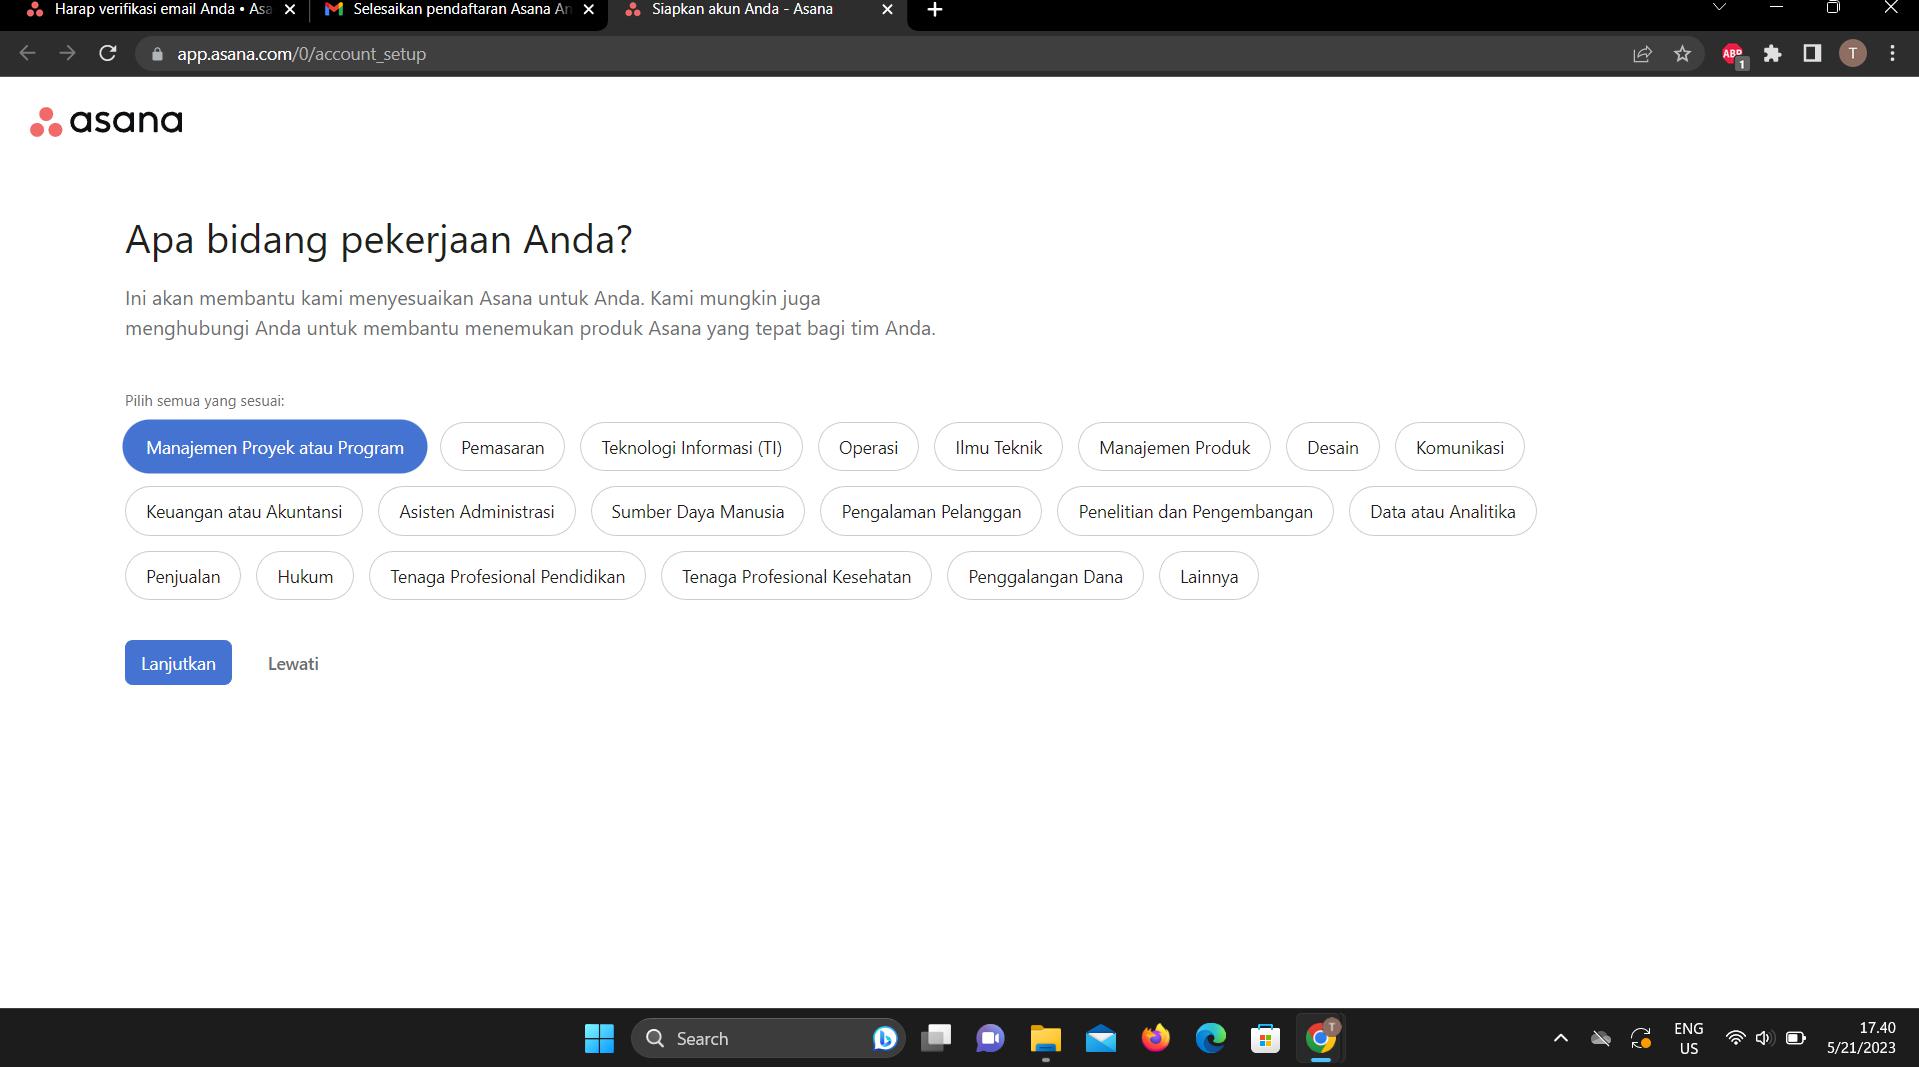 Harap verifikasi email Anda • Asa
Selesaikan pendaftaran Asana An
Siapkan akun Anda - Asana
app.asana.com/0/account_setup
ABP
1
T
asana
Apa bidang pekerjaan Anda?
Ini akan membantu kami menyesuaikan Asana untuk Anda. Kami mungkin juga
menghubungi Anda untuk membantu menemukan produk Asana yang tepat bagi tim Anda.
Pilih semua yang sesuai:
Manajemen Proyek atau Program Pemasaran Teknologi Informasi (TI) Operasi Ilmu Teknik Manajemen Produk Desain Komunikasi
Keuangan atau Akuntansi Asisten Administrasi Sumber Daya Manusia Pengalaman Pelanggan Penelitian dan Pengembangan Data atau Analitika
Penjualan Hukum Tenaga Profesional Pendidikan Tenaga Profesional Kesehatan Penggalangan Dana Lainnya
Lanjutkan Lewati
Search
T
ENG
US
17.40
5/21/2023